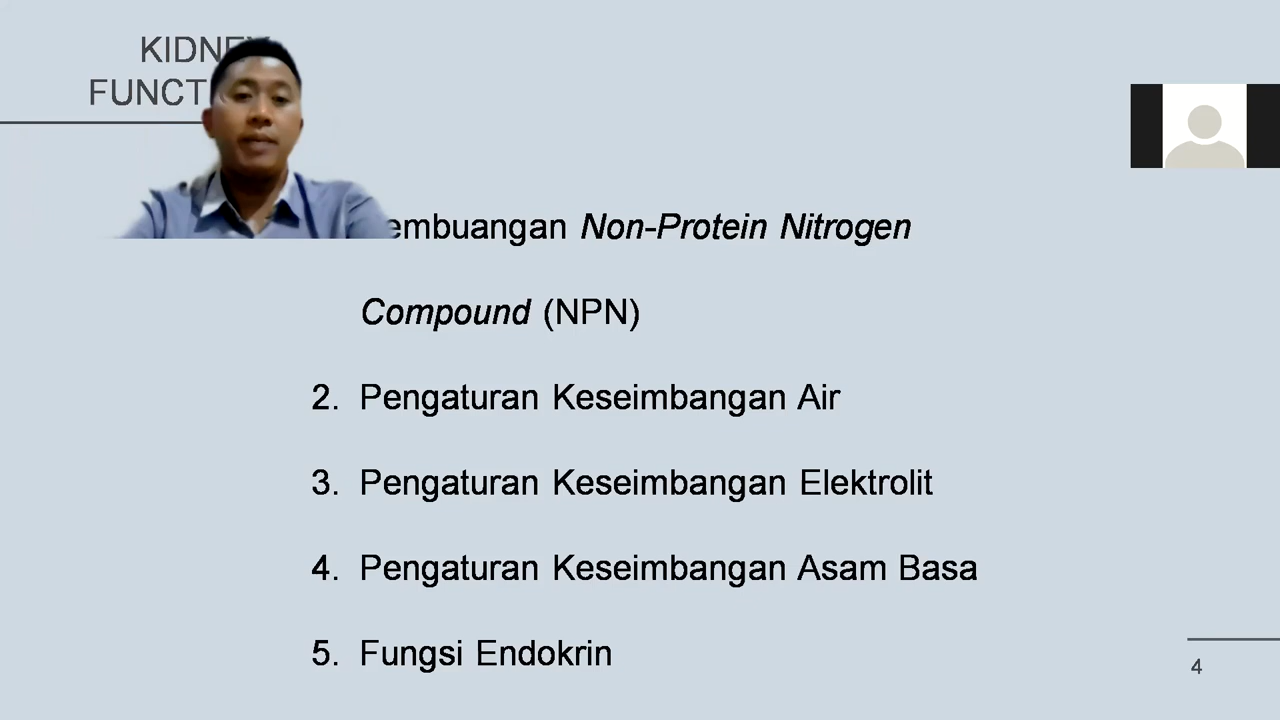 KIDNEY
FUNCT
embuangan Non-Protein Nitrogen
Compound (NPN)
2. Pengaturan Keseimbangan Air
3. Pengaturan Keseimbangan Elektrolit
4. Pengaturan Keseimbangan Asam Basa
5. Fungsi Endokrin
4